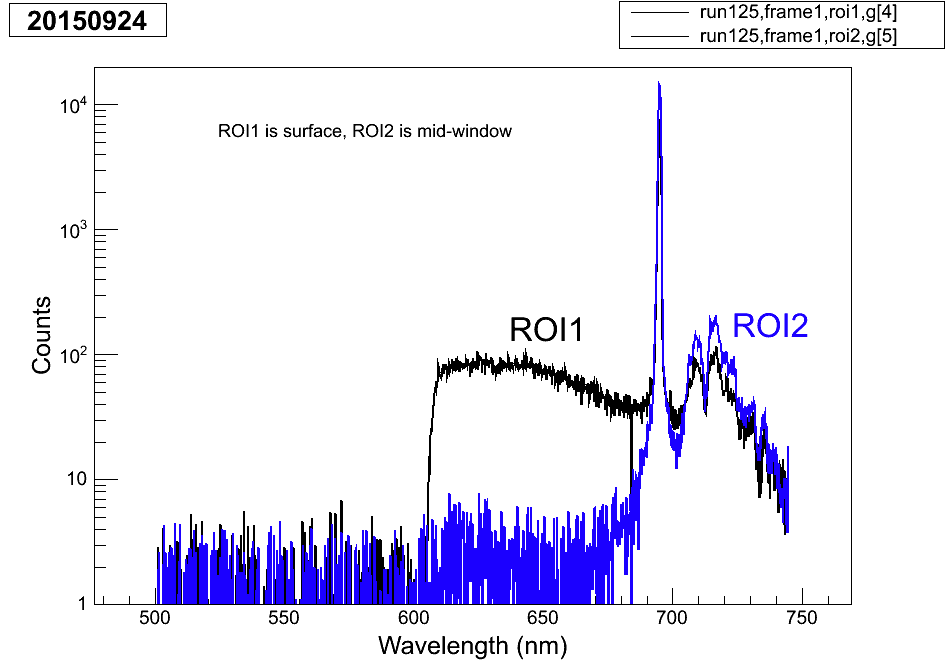 20150924
run125,frame1,roi1,g[4]
run125,frame1,roi2,g[5]
ROI1 is surface, ROI2 is mid-window
10^4
10^3
10^2
10
1
Counts
ROI1
ROI2
500 550 600 650 700 750
Wavelength (nm)